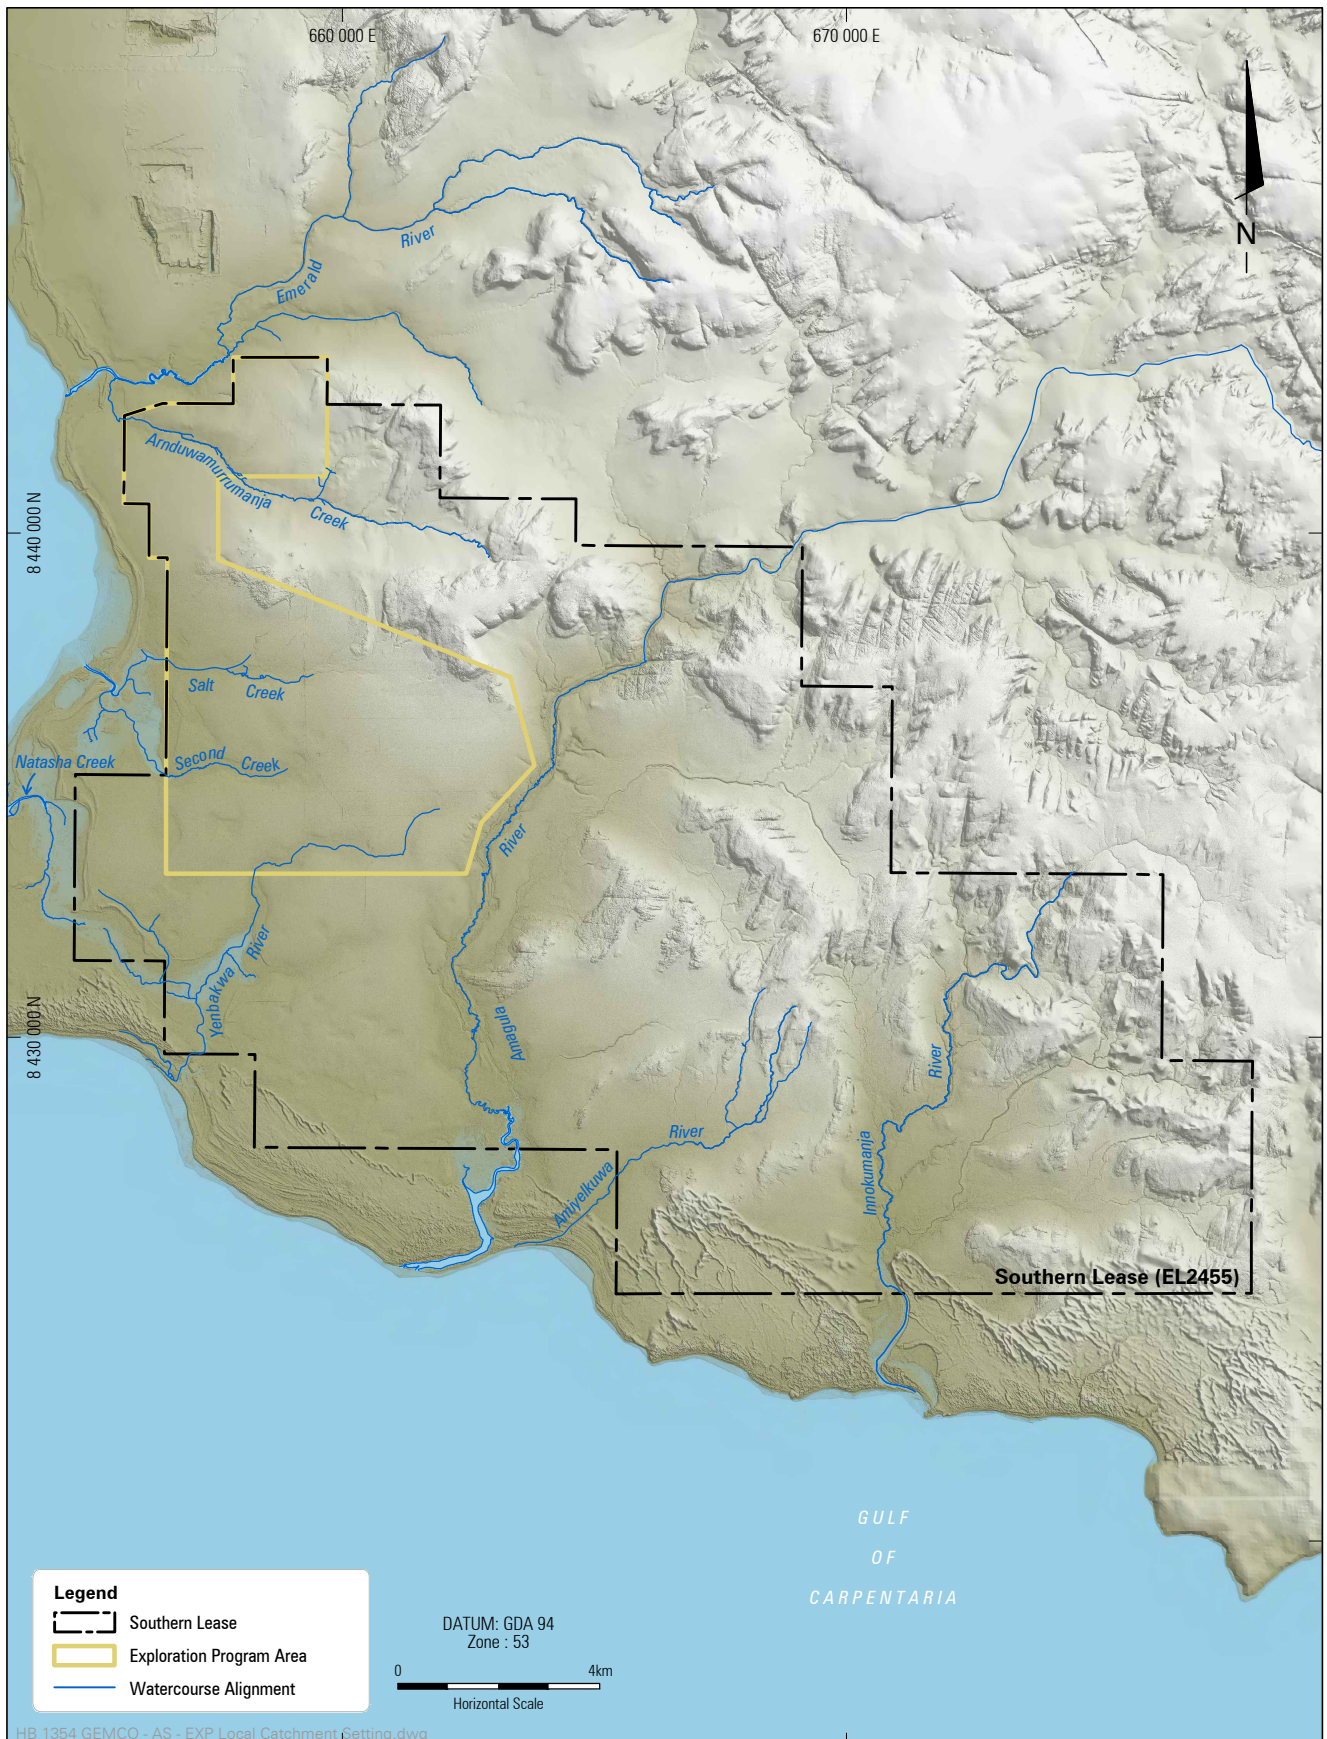 660 000 E
670 000 E
N
River
Emerald
Arnduwamurrumanja
Creek
8 440 000 N
Salt
Creek
Second
Creek
Natasha Creek
River
River
Yenbakwa
8 430 000 N
Amagula
River
River
Amiyelkuwa
Innokumanja
Southern Lease (EL2455)
GULF
OF
CARPENTARIA
Legend
Southern Lease
Exploration Program Area
Watercourse Alignment
DATUM: GDA 94
Zone : 53
0 4km
Horizontal Scale
HB 1354 GEMCO - AS - EXP Local Catchment Setting.dwg